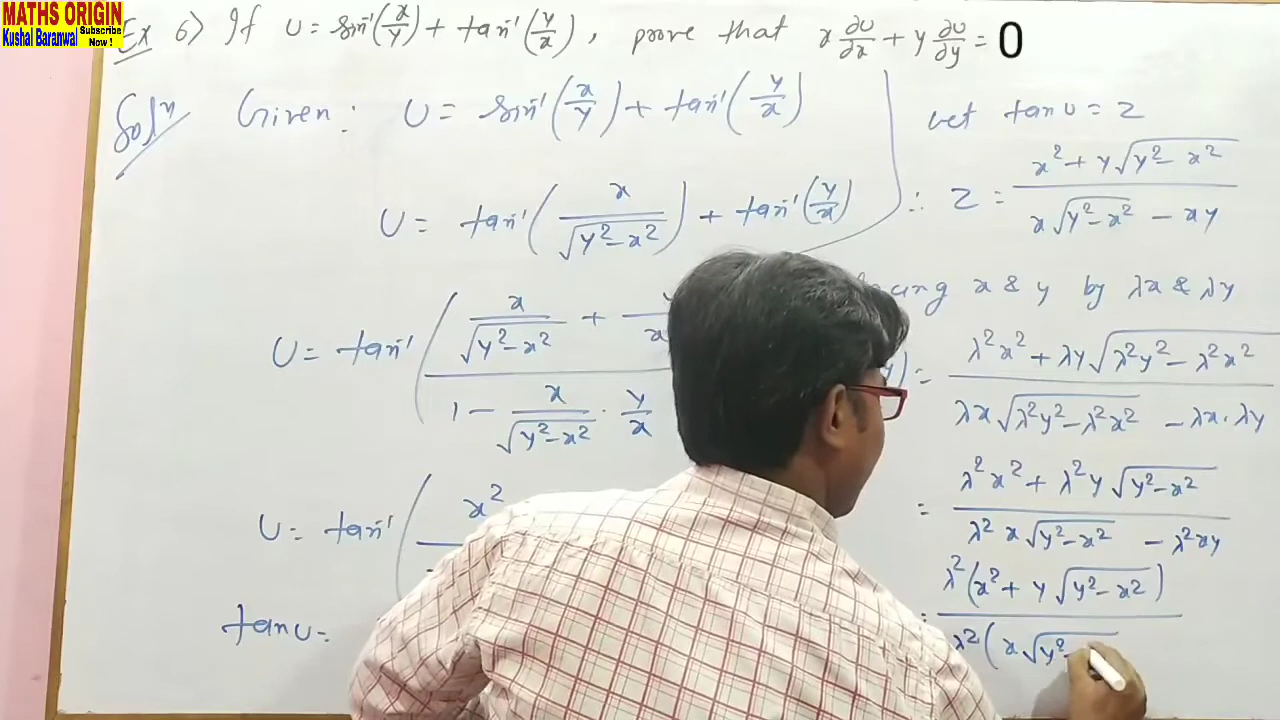 MATHS ORIGIN
Kushal Baranwal Subscribe Now !
Ex 6) If U = sin⁻¹(x/y) + tan⁻¹(y/x), prove that x ∂U/∂x + y ∂U/∂y = 0
Solⁿ Given: U = sin⁻¹(x/y) + tan⁻¹(y/x)
U = tan⁻¹(x/√(y²-x²)) + tan⁻¹(y/x)
U = tan⁻¹( x/√(y²-x²) +
1 - x/√(y²-x²) · y/x
U = tan⁻¹( x²
tanU =
Let tanU = Z
∴ Z = (x² + y√(y²-x²))/(x√(y²-x²) - xy)
x & y by λx & λy
= (λ²x² + λy√(λ²y²-λ²x²))/(λx√(λ²y²-λ²x²) - λx·λy)
= (λ²x² + λ²y√(y²-x²))/(λ²x√(y²-x²) - λ²xy)
= λ²(x² + y√(y²-x²))
λ²(x√(y²-